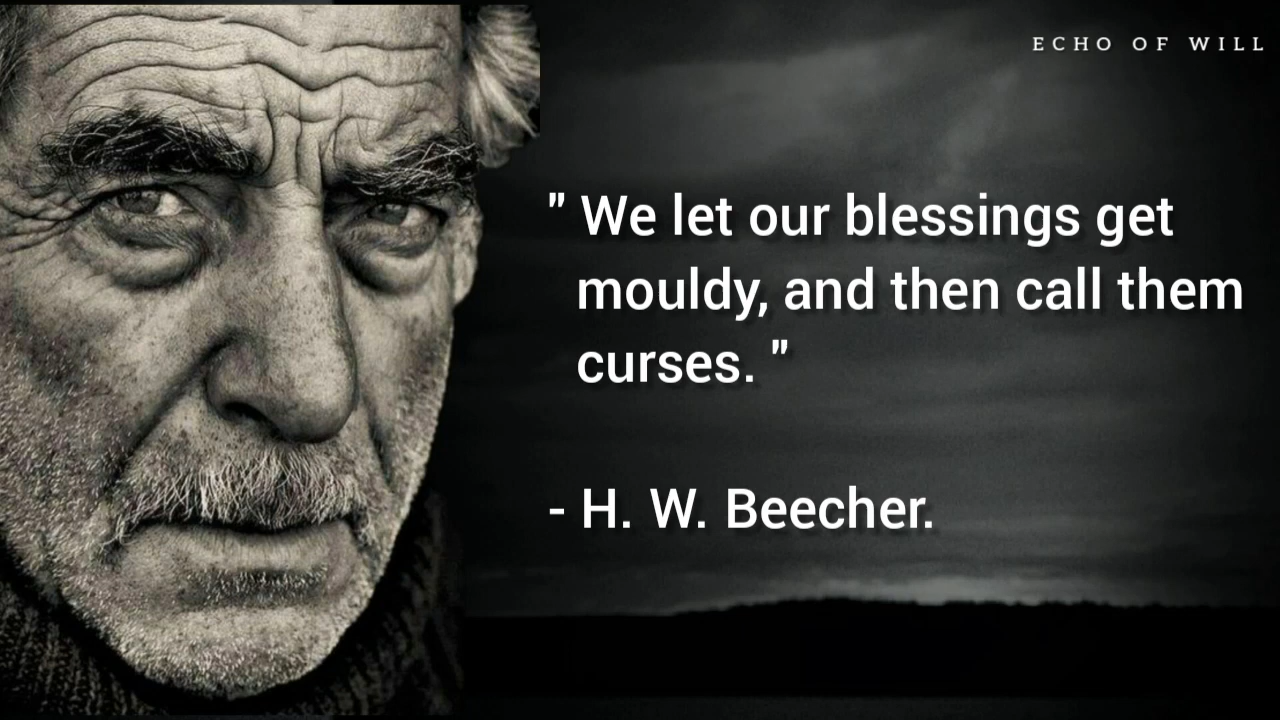 ECHO OF WILL
" We let our blessings get
mouldy, and then call them
curses. "
- H. W. Beecher.